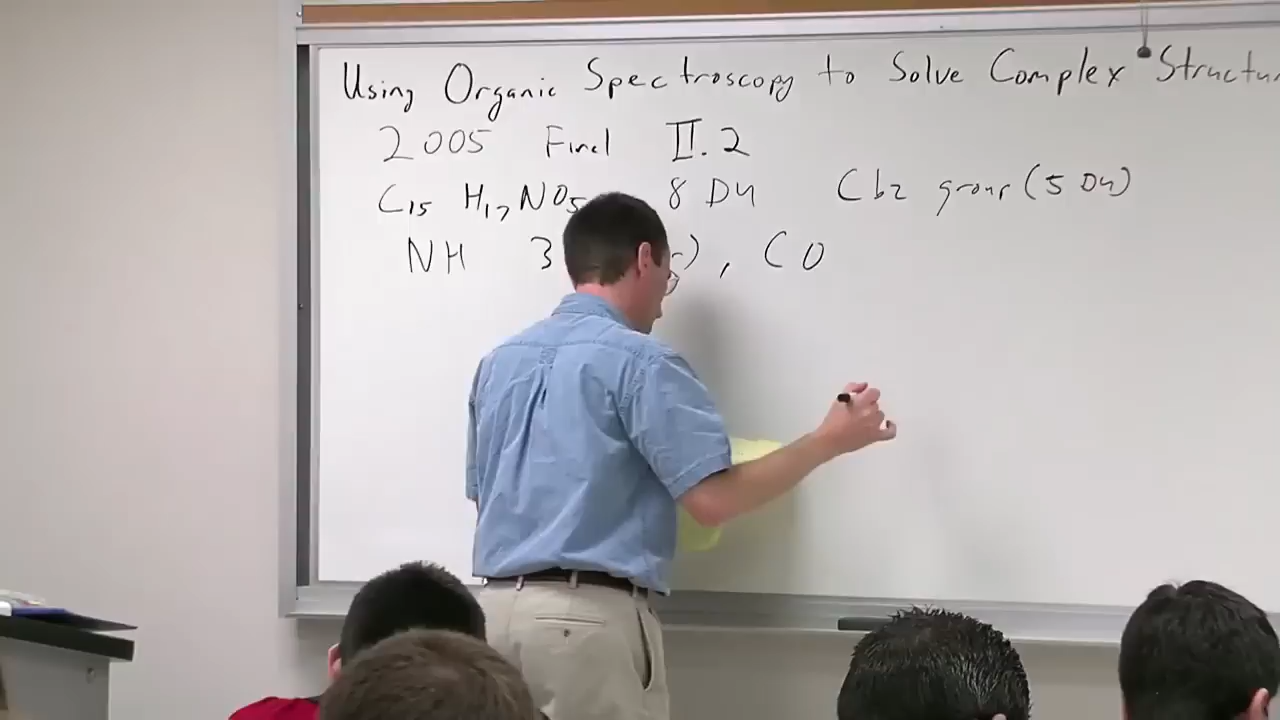 Using Organic Spectroscopy to Solve Complex Structu
2005 Final II.2
C15 H17 NO5 8 DU Cbz group (5 DU)
NH 3 r), CO